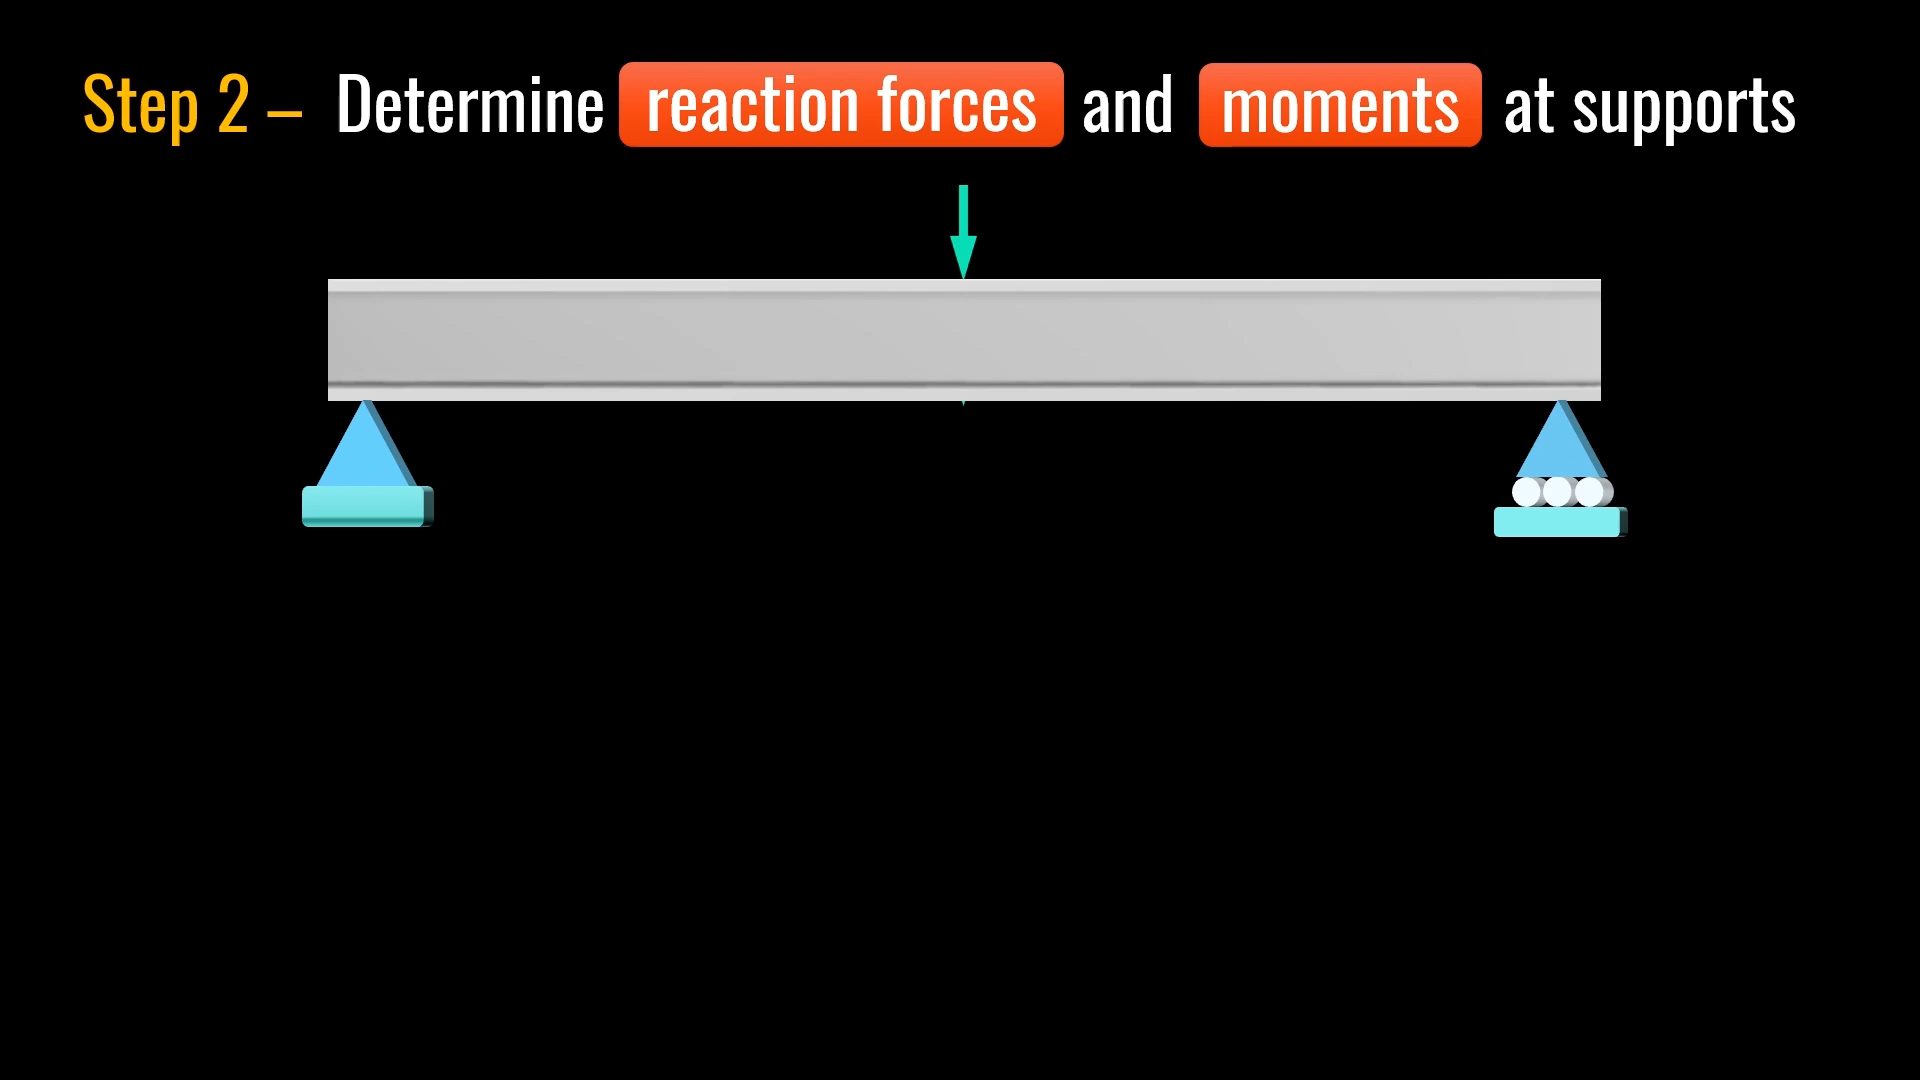 Step 2 – Determine reaction forces and moments at supports